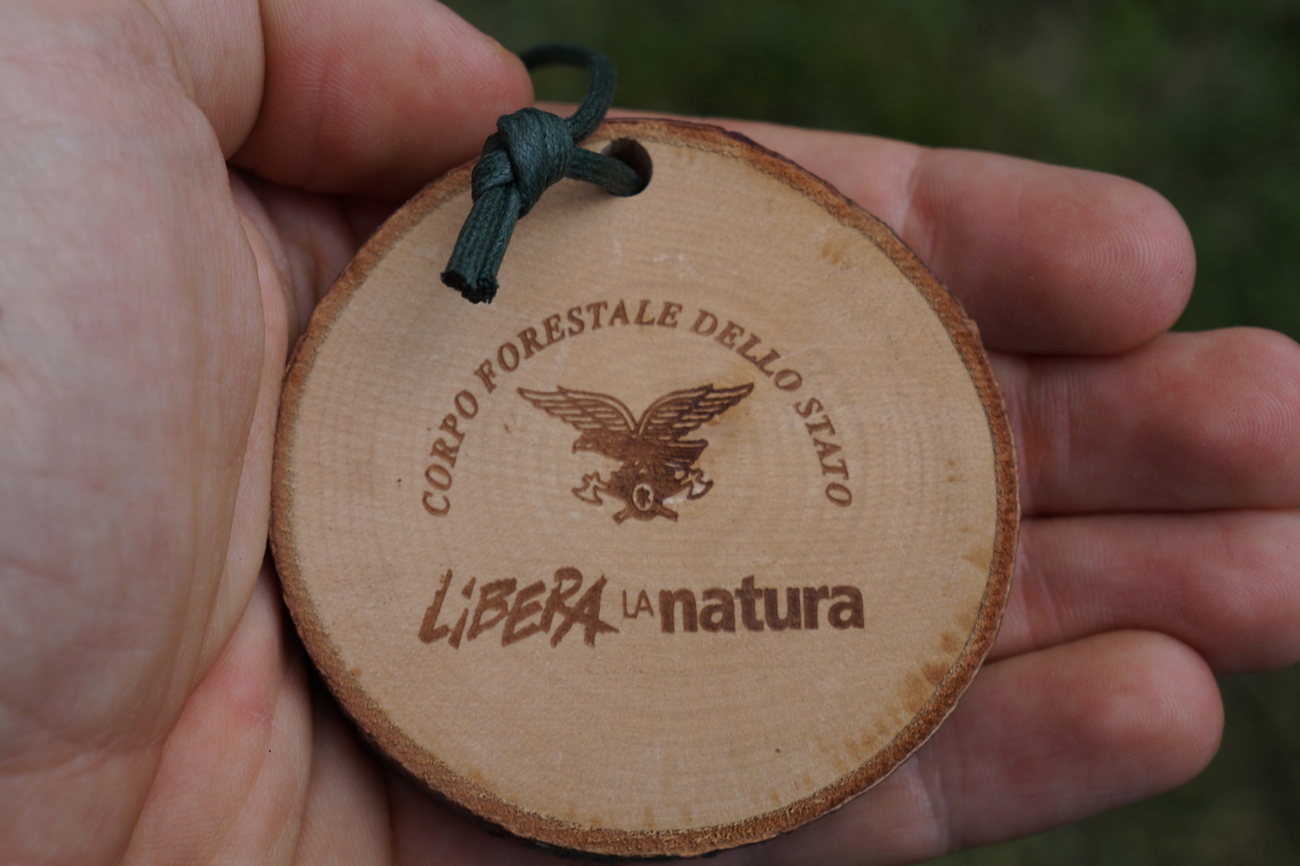 CORPO FORESTALE DELLO STATO
LiBERA LA natura